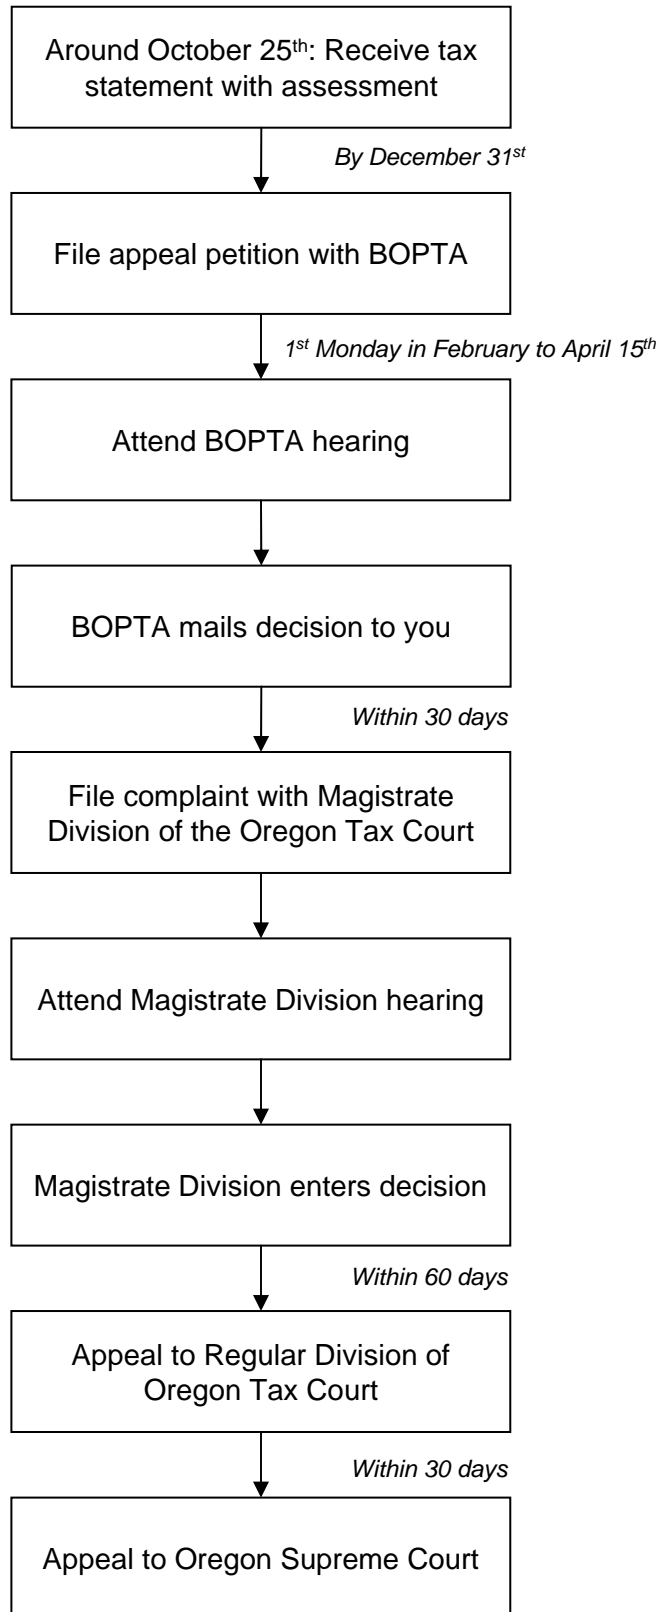 Around October 25th: Receive tax
statement with assessment
By December 31st
File appeal petition with BOPTA
1st Monday in February to April 15th
Attend BOPTA hearing
BOPTA mails decision to you
Within 30 days
File complaint with Magistrate
Division of the Oregon Tax Court
Attend Magistrate Division hearing
Magistrate Division enters decision
Within 60 days
Appeal to Regular Division of
Oregon Tax Court
Within 30 days
Appeal to Oregon Supreme Court